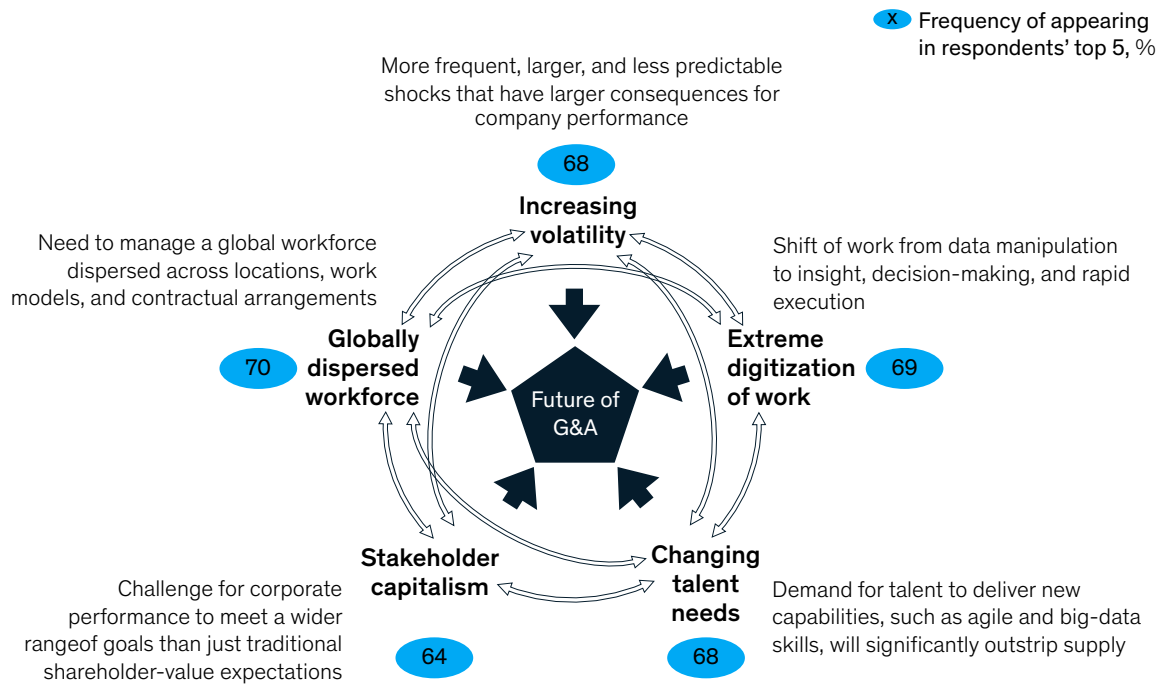 X Frequency of appearing
in respondents’ top 5, %
More frequent, larger, and less predictable
shocks that have larger consequences for
company performance
68
Increasing
volatility
Need to manage a global workforce
dispersed across locations, work
models, and contractual arrangements
70
Globally
dispersed
workforce
Shift of work from data manipulation
to insight, decision-making, and rapid
execution
Extreme
digitization
of work
69
Future of
G&A
Stakeholder
capitalism
Challenge for corporate
performance to meet a wider
rangeof goals than just traditional
shareholder-value expectations
64
Changing
talent
needs
68
Demand for talent to deliver new
capabilities, such as agile and big-data
skills, will significantly outstrip supply